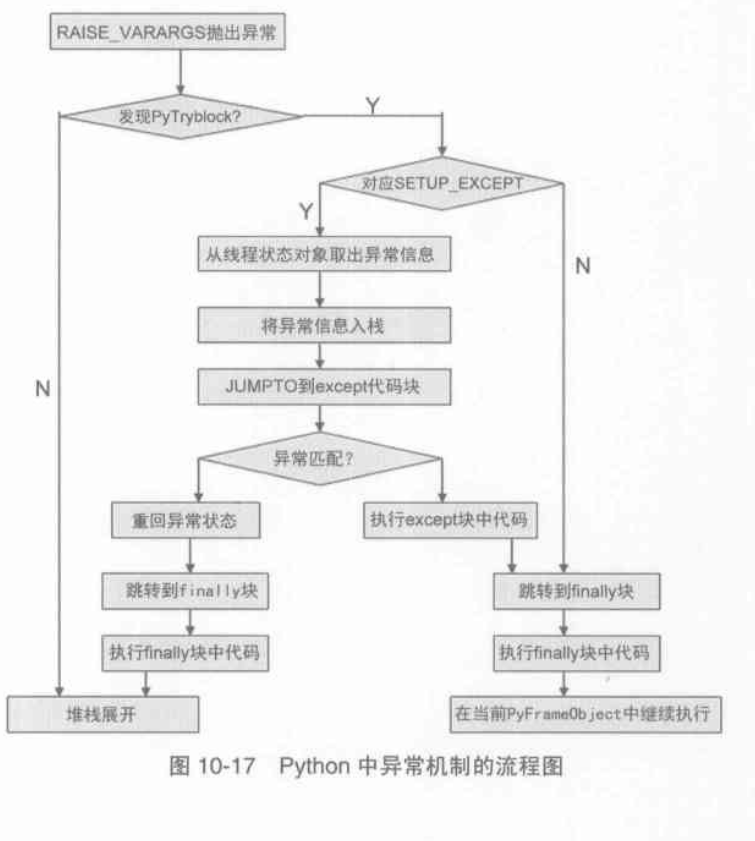 RAISE_VARARGS抛出异常
发现PyTryblock?
Y
对应SETUP_EXCEPT
Y
从线程状态对象取出异常信息
N
将异常信息入栈
JUMPTO到except代码块
N
异常匹配?
重回异常状态
执行except块中代码
跳转到finally块
跳转到finally块
执行finally块中代码
执行finally块中代码
堆栈展开
在当前PyFrameObject中继续执行
图 10-17 Python 中异常机制的流程图